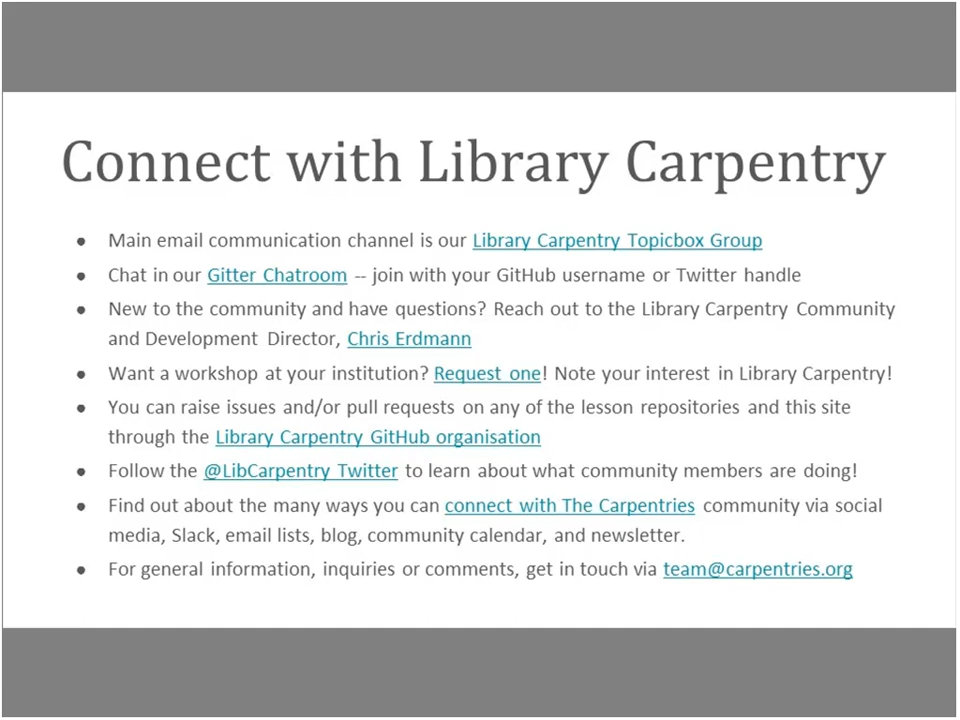 Connect with Library Carpentry
● Main email communication channel is our Library Carpentry Topicbox Group
● Chat in our Gitter Chatroom -- join with your GitHub username or Twitter handle
● New to the community and have questions? Reach out to the Library Carpentry Community
and Development Director, Chris Erdmann
● Want a workshop at your institution? Request one! Note your interest in Library Carpentry!
● You can raise issues and/or pull requests on any of the lesson repositories and this site
through the Library Carpentry GitHub organisation
● Follow the @LibCarpentry Twitter to learn about what community members are doing!
● Find out about the many ways you can connect with The Carpentries community via social
media, Slack, email lists, blog, community calendar, and newsletter.
● For general information, inquiries or comments, get in touch via team@carpentries.org